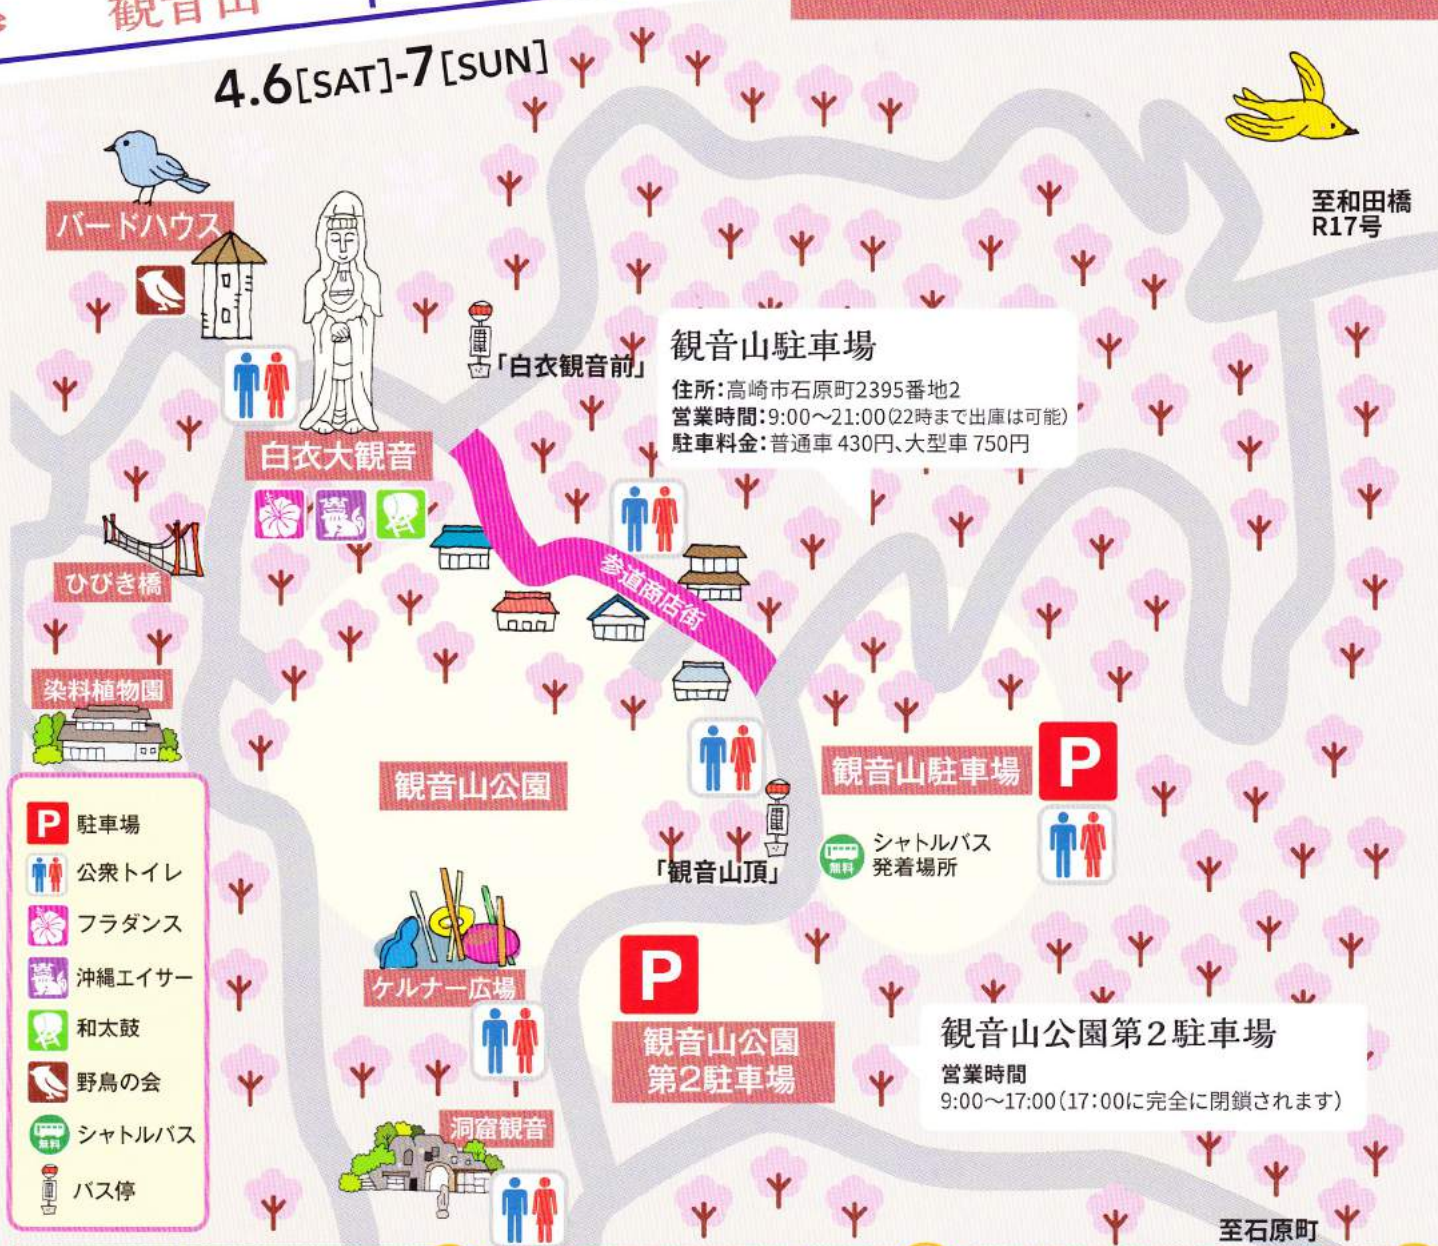 観音山
4.6[SAT]-7[SUN]
バードハウス
至和田橋
R17号
「白衣観音前」
観音山駐車場
住所:高崎市石原町2395番地2
営業時間:9:00〜21:00(22時まで出庫は可能)
駐車料金:普通車 430円、大型車 750円
白衣大観音
ひびき橋
参道商店街
染料植物園
観音山公園
観音山駐車場
P
シャトルバス
発着場所
無料
「観音山頂」
P 駐車場
公衆トイレ
フラダンス
沖縄エイサー
和太鼓
野鳥の会
無料 シャトルバス
バス停
ケルナー広場
P
観音山公園
第2駐車場
観音山公園第2駐車場
営業時間
9:00〜17:00(17:00に完全に閉鎖されます)
洞窟観音
至石原町